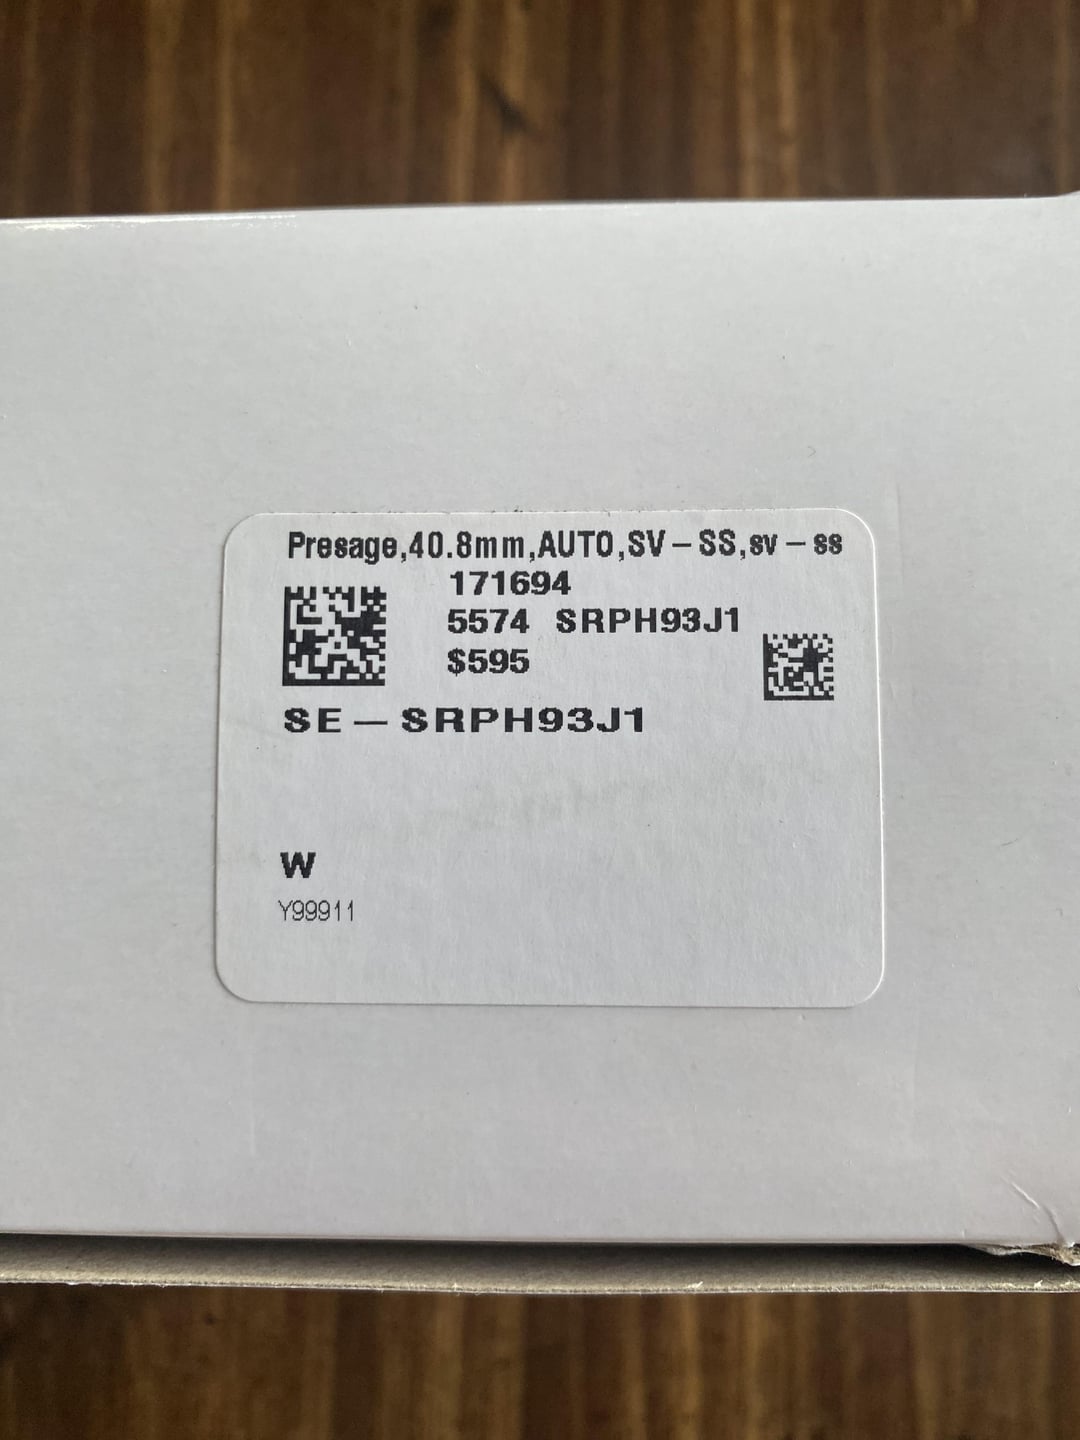 Presage,40.8mm,AUTO,SV-SS,sv-ss
171694
5574 SRPH93J1
$595
SE-SRPH93J1
W
Y99911